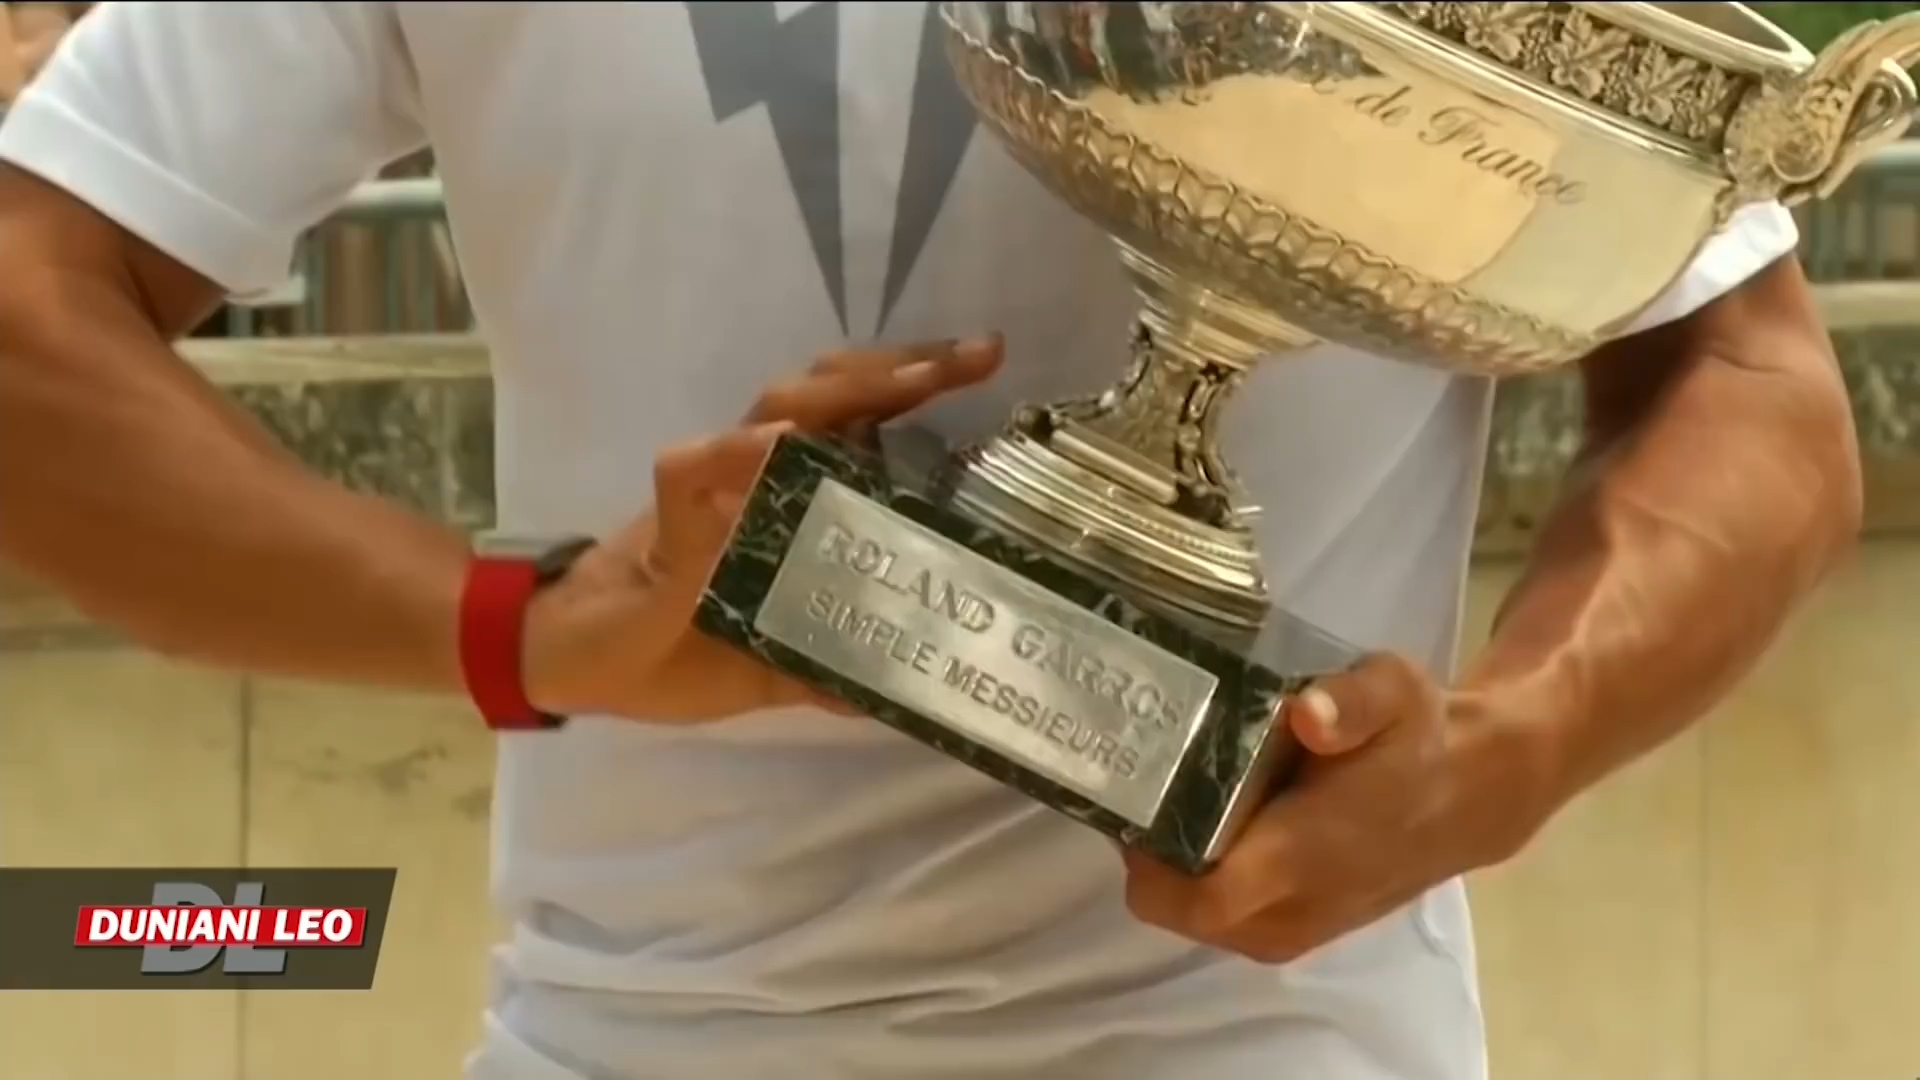 de France
ROLAND GARROS
SIMPLE MESSIEURS
DL
DUNIANI LEO